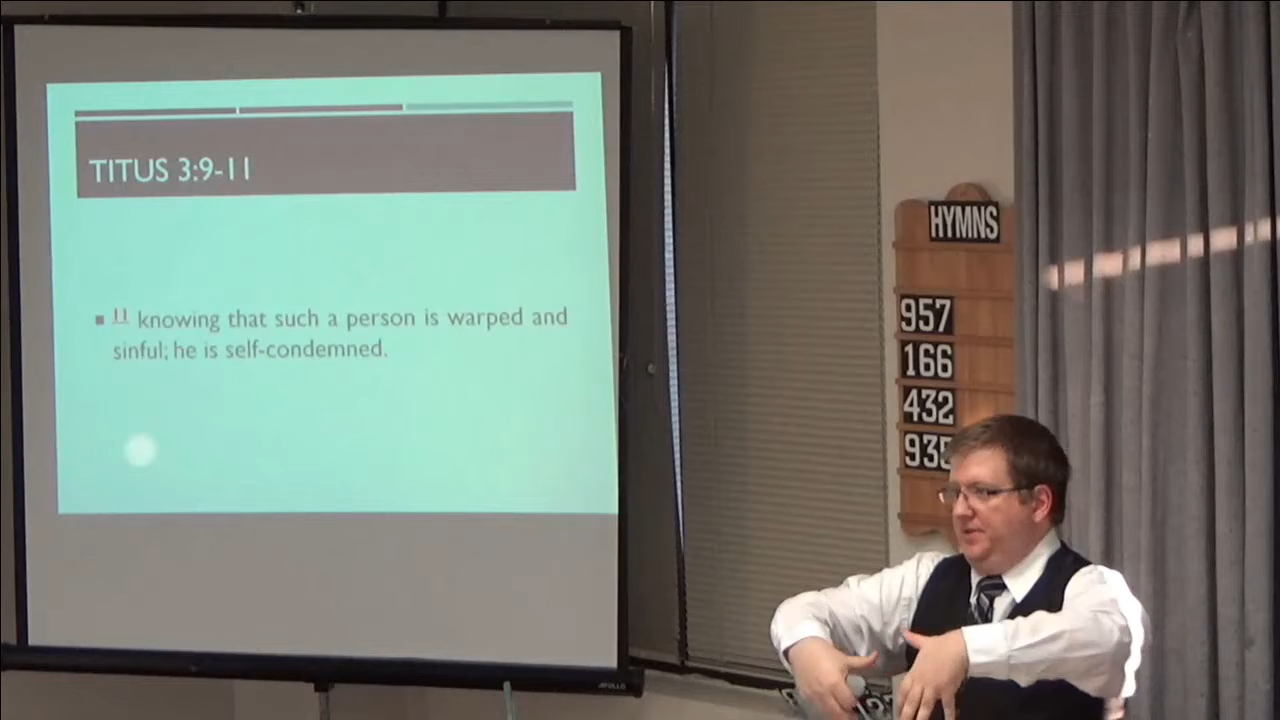 TITUS 3:9-11
▪ 11 knowing that such a person is warped and
sinful; he is self-condemned.
APOLLO
HYMNS
957
166
432
935